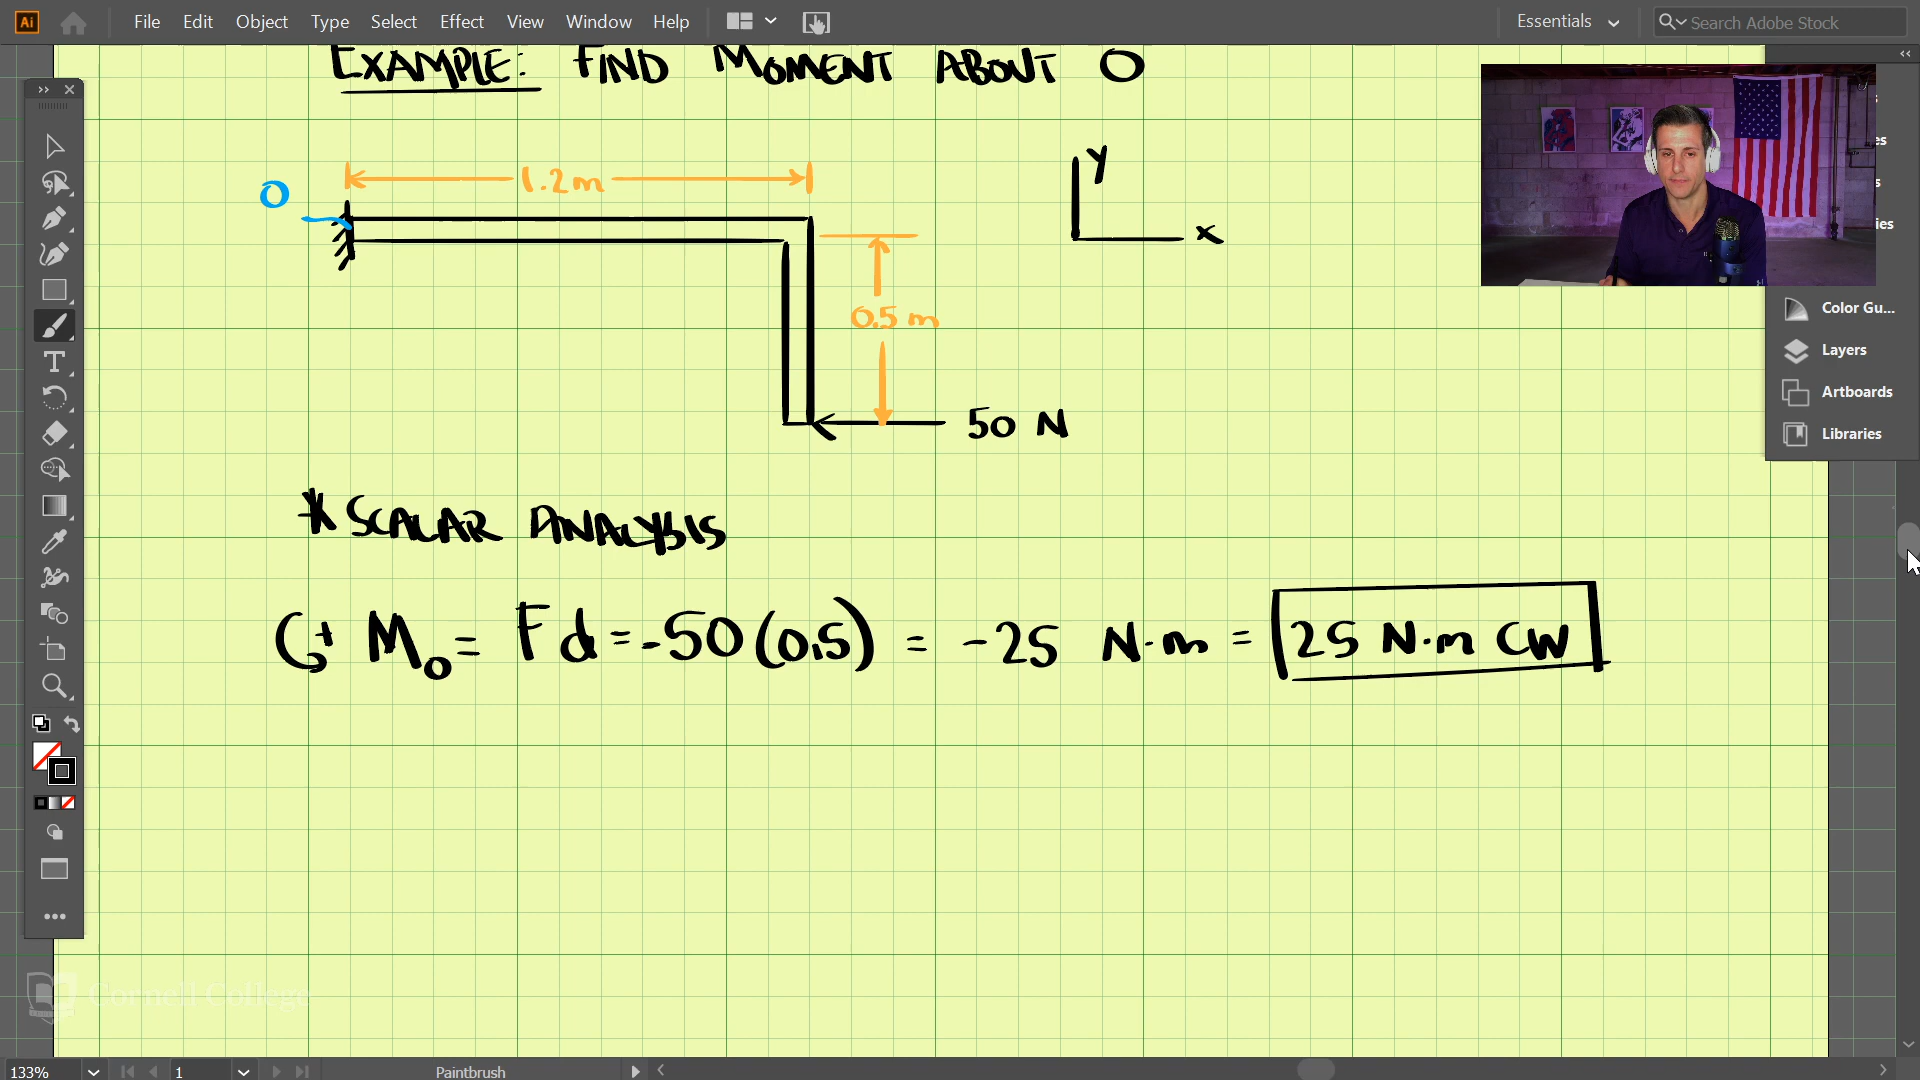 Ai File Edit Object Type Select Effect View Window Help Essentials Search Adobe Stock
EXAMPLE: FIND MOMENT ABOUT O
1.2m
O
y
x
0.5 m
50 N
Color Gu...
Layers
Artboards
Libraries
*SCALAR ANALYSIS
+ Mo = Fd = -50(0.5) = -25 N·m = 25 N·m CW
Cornell College
133% 1 Paintbrush